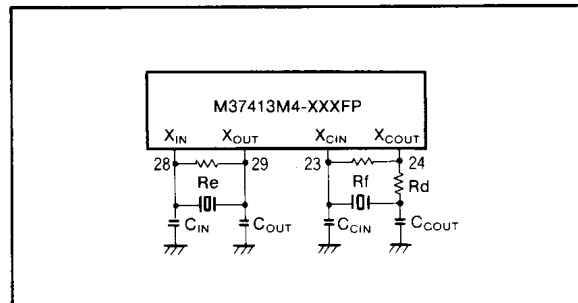 M37413M4-XXXFP
XIN XOUT XCIN XCOUT
28 29 23 24
Re Rf Rd
CIN COUT CCIN CCOUT